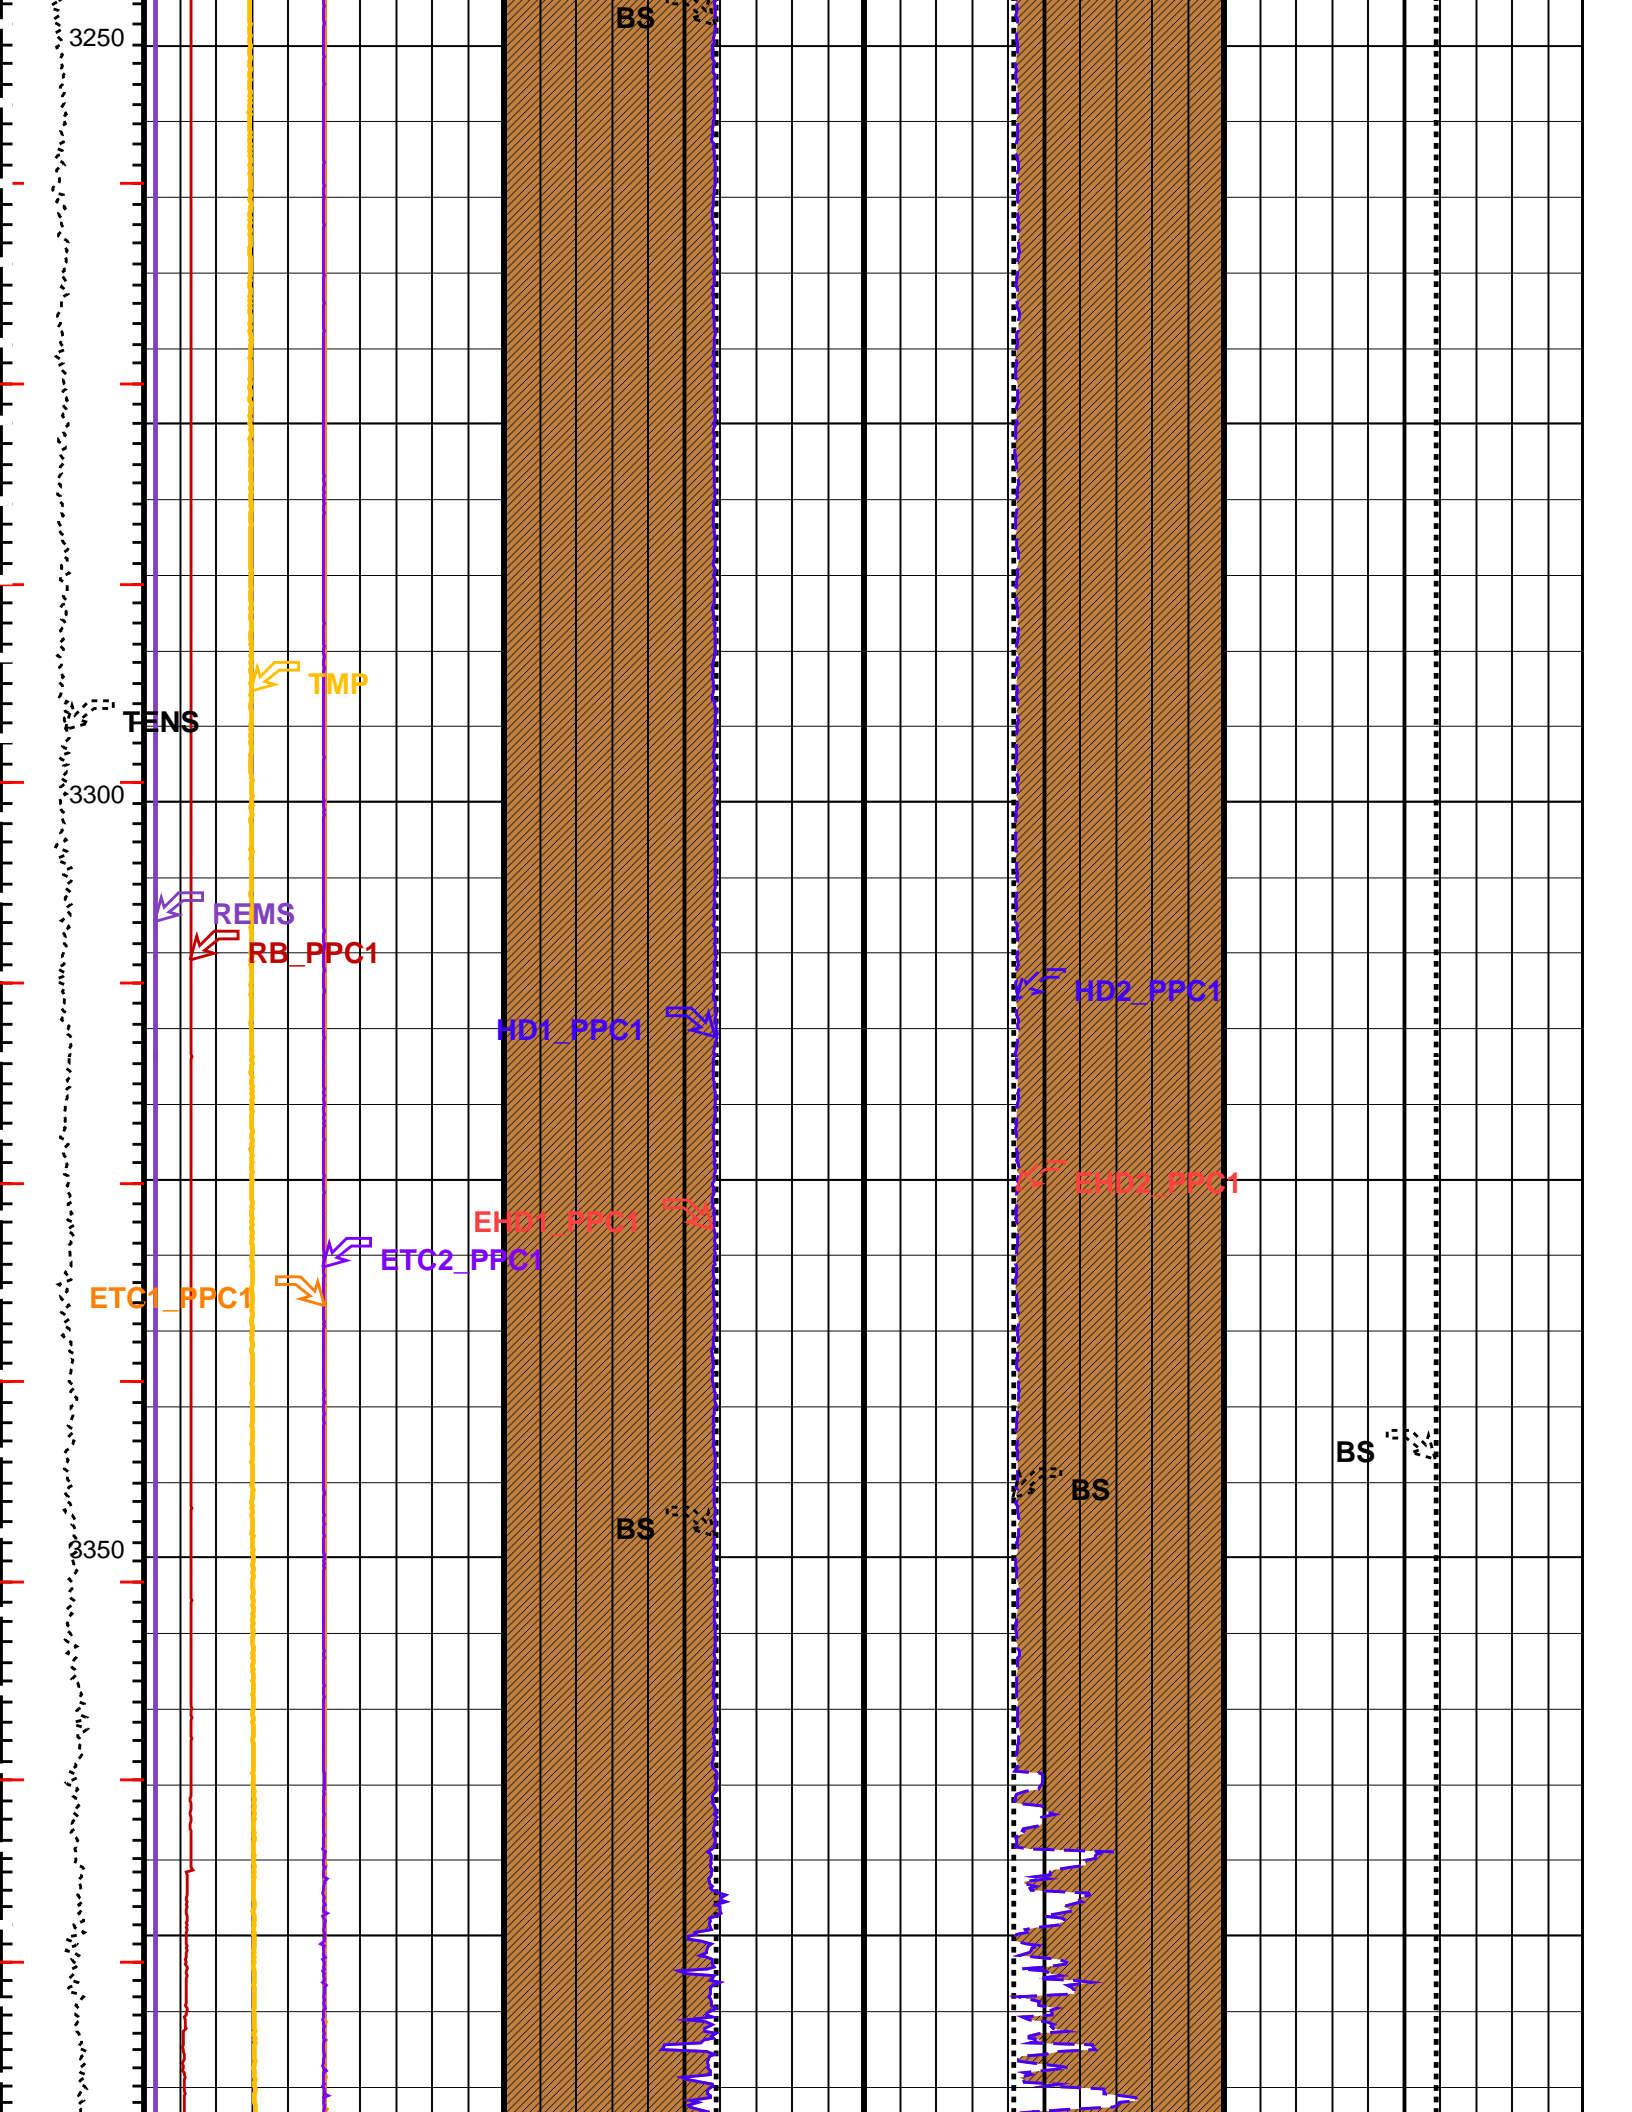 BS
3250
TMP
TENS
3300
REMS
RB_PPC1
HD2_PPC1
HD1_PPC1
EHD2_PPC1
EHD1_PPC1
ETC2_PPC1
ETC1_PPC1
BS
BS
BS
3350